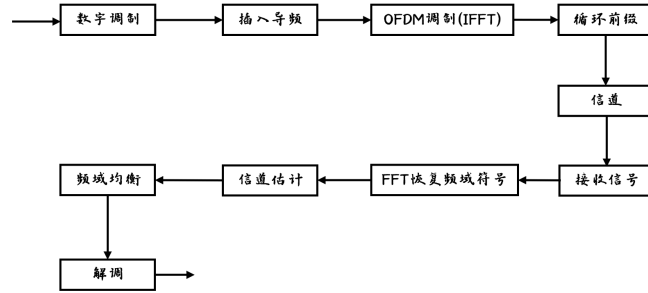 数字调制
插入导频
OFDM调制(IFFT)
循环前缀
信道
接收信号
FFT恢复频域符号
信道估计
频域均衡
解调